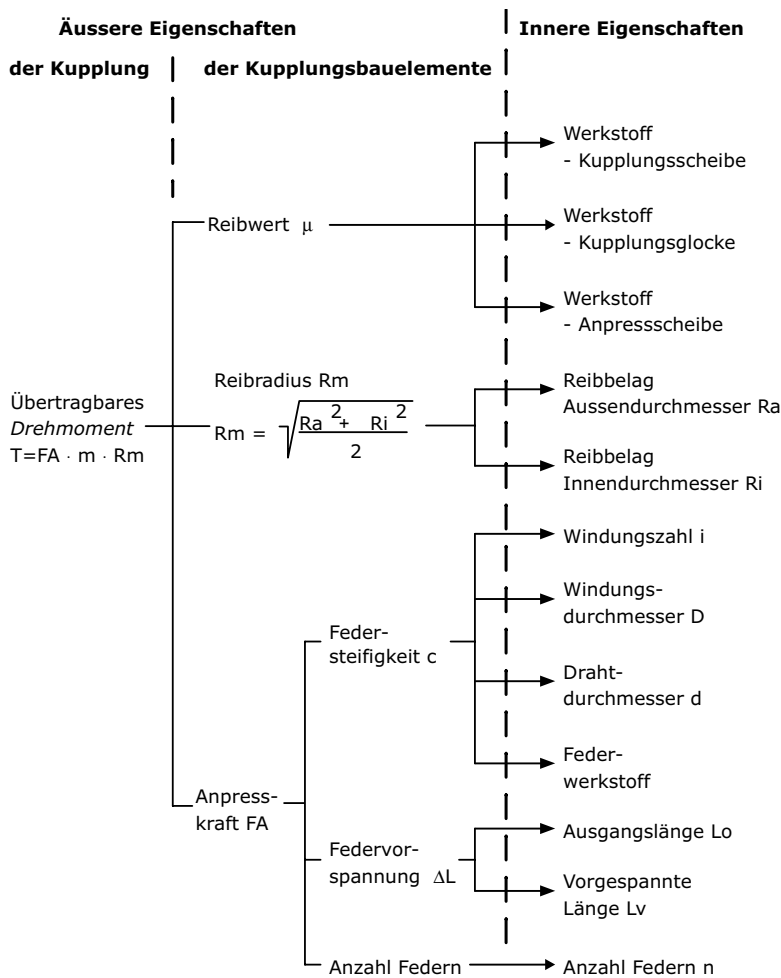 Äussere Eigenschaften
Innere Eigenschaften
der Kupplung
der Kupplungsbauelemente
Werkstoff
- Kupplungsscheibe
Reibwert μ
Werkstoff
- Kupplungsglocke
Werkstoff
- Anpressscheibe
Übertragbares
Drehmoment
T=FA · m · Rm
Reibradius Rm
Rm = √((Ra² + Ri²)/2)
Reibbelag
Aussendurchmesser Ra
Reibbelag
Innendurchmesser Ri
Feder-
steifigkeit c
Windungszahl i
Windungs-
durchmesser D
Draht-
durchmesser d
Feder-
werkstoff
Anpress-
kraft FA
Federvor-
spannung ΔL
Ausgangslänge Lo
Vorgespannte
Länge Lv
Anzahl Federn
Anzahl Federn n